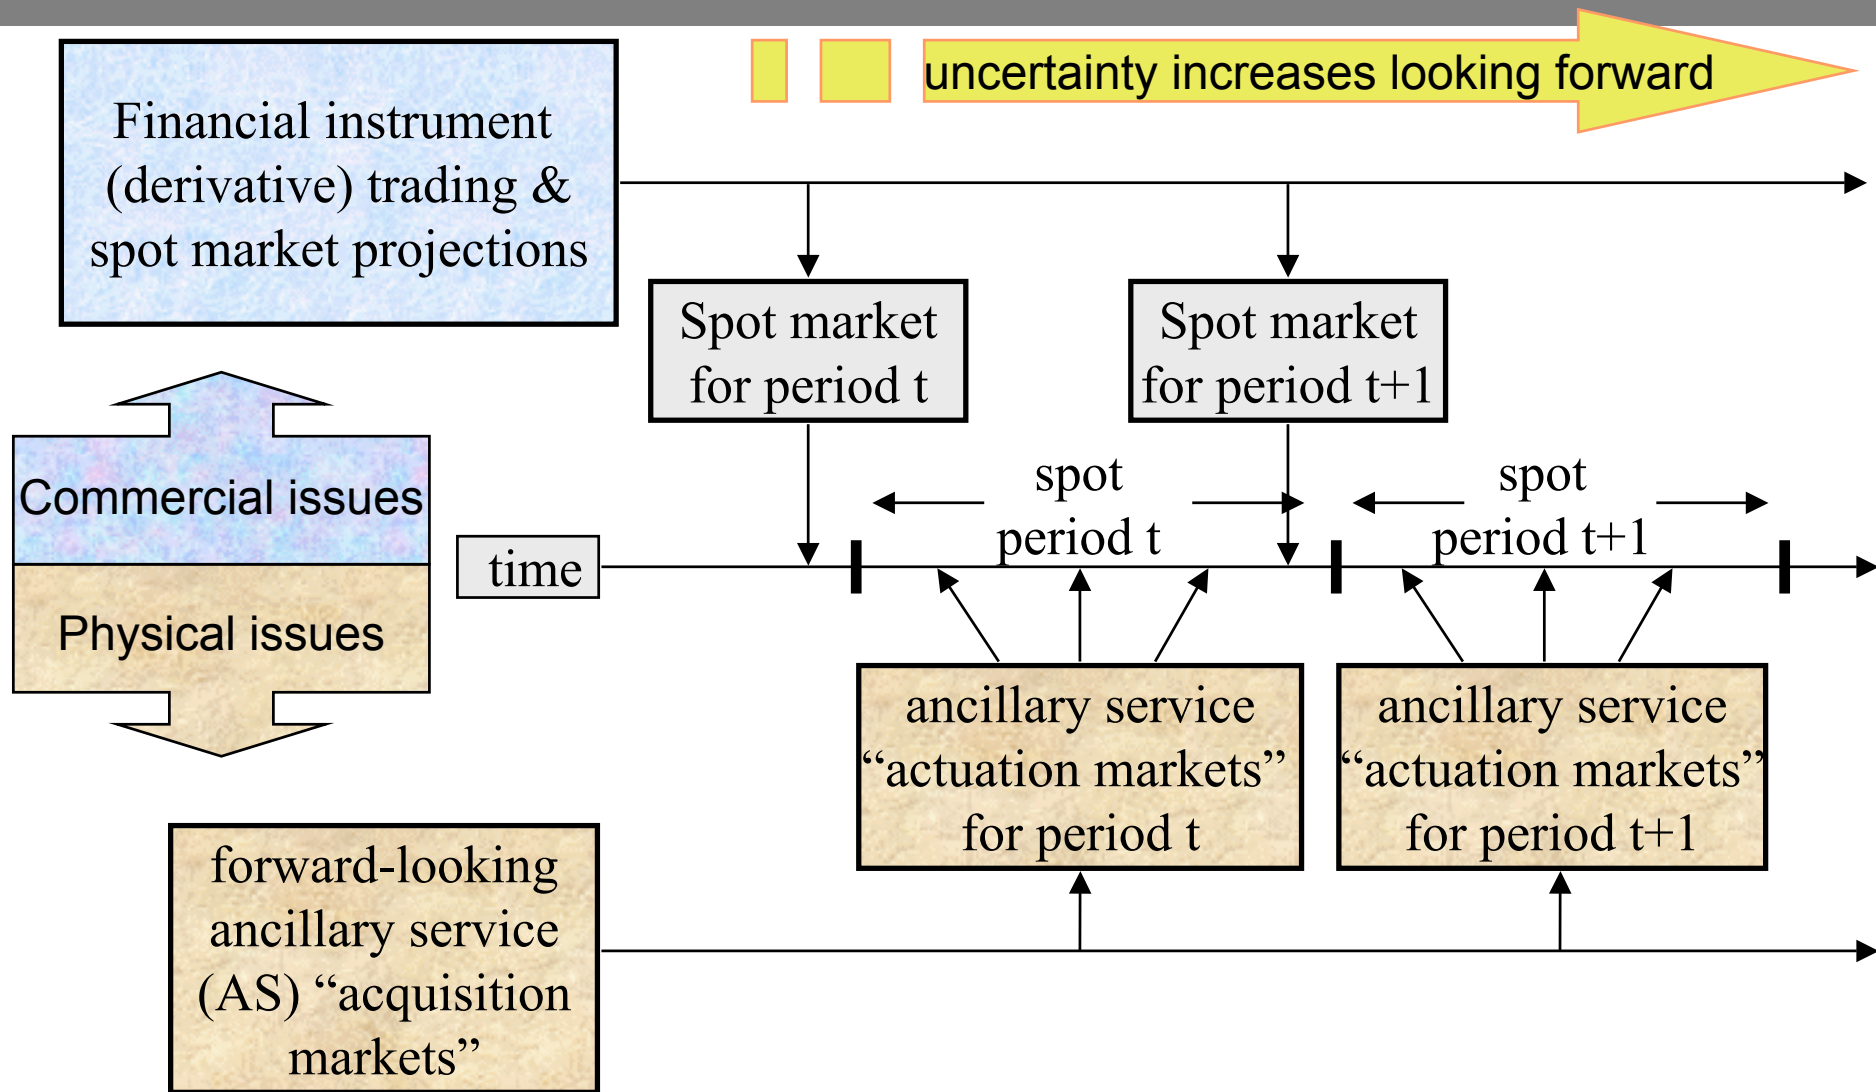 uncertainty increases looking forward
Financial instrument
(derivative) trading &
spot market projections
Spot market
for period t
Spot market
for period t+1
Commercial issues
Physical issues
time
spot
period t
spot
period t+1
ancillary service
“actuation markets”
for period t
ancillary service
“actuation markets”
for period t+1
forward-looking
ancillary service
(AS) “acquisition
markets”